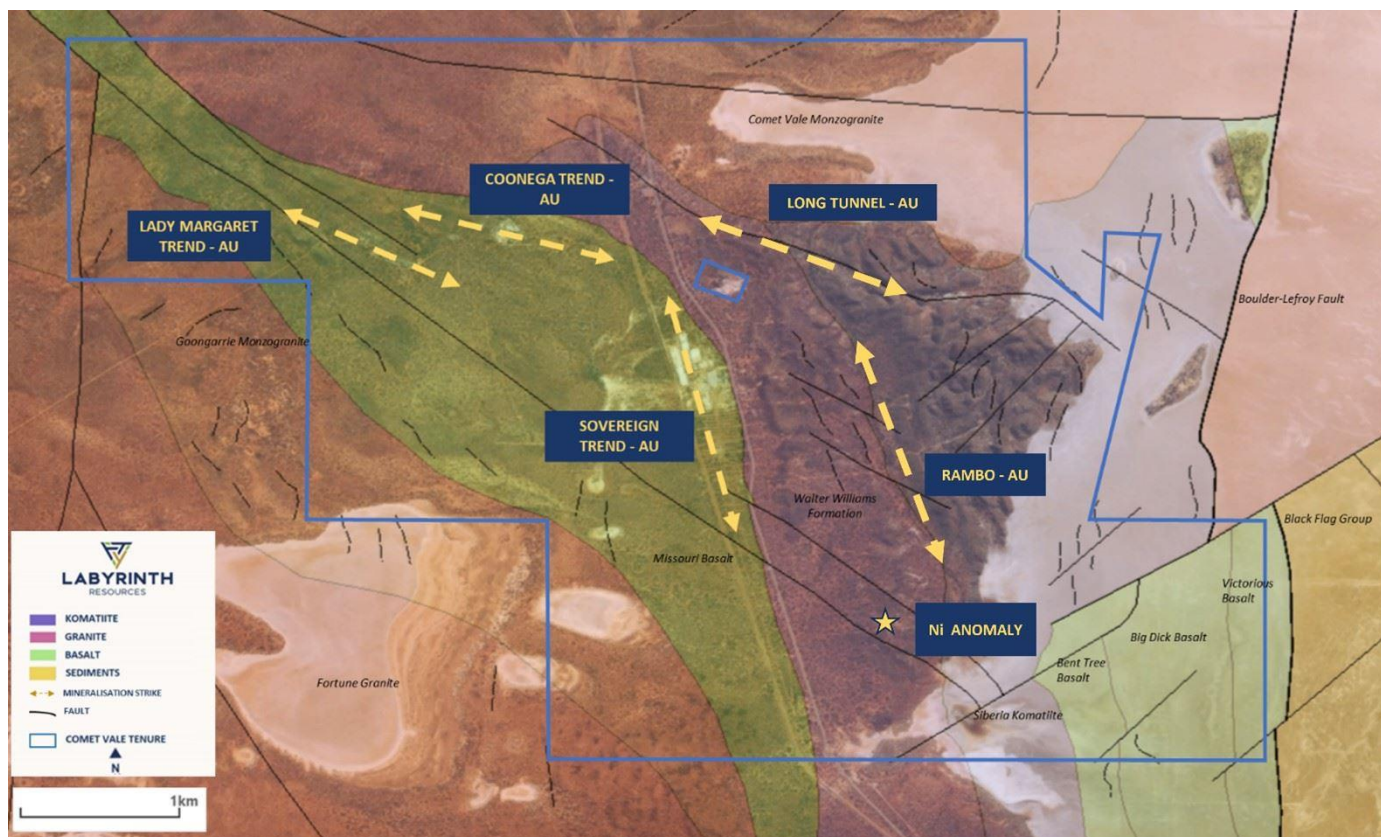 Comet Vale Monzogranite
COONEGA TREND -
AU
LONG TUNNEL - AU
LADY MARGARET
TREND - AU
Boulder-Lefroy Fault
Goongarrie Monzogranite
SOVEREIGN
TREND - AU
RAMBO - AU
Walter Williams
Formation
Black Flag Group
Missouri Basalt
Victorious
Basalt
Ni ANOMALY
Big Dick Basalt
Bent Tree
Basalt
Fortune Granite
Siberia Komatiite
LABYRINTH
RESOURCES
KOMATIITE
GRANITE
BASALT
SEDIMENTS
MINERALISATION STRIKE
FAULT
COMET VALE TENURE
N
1km